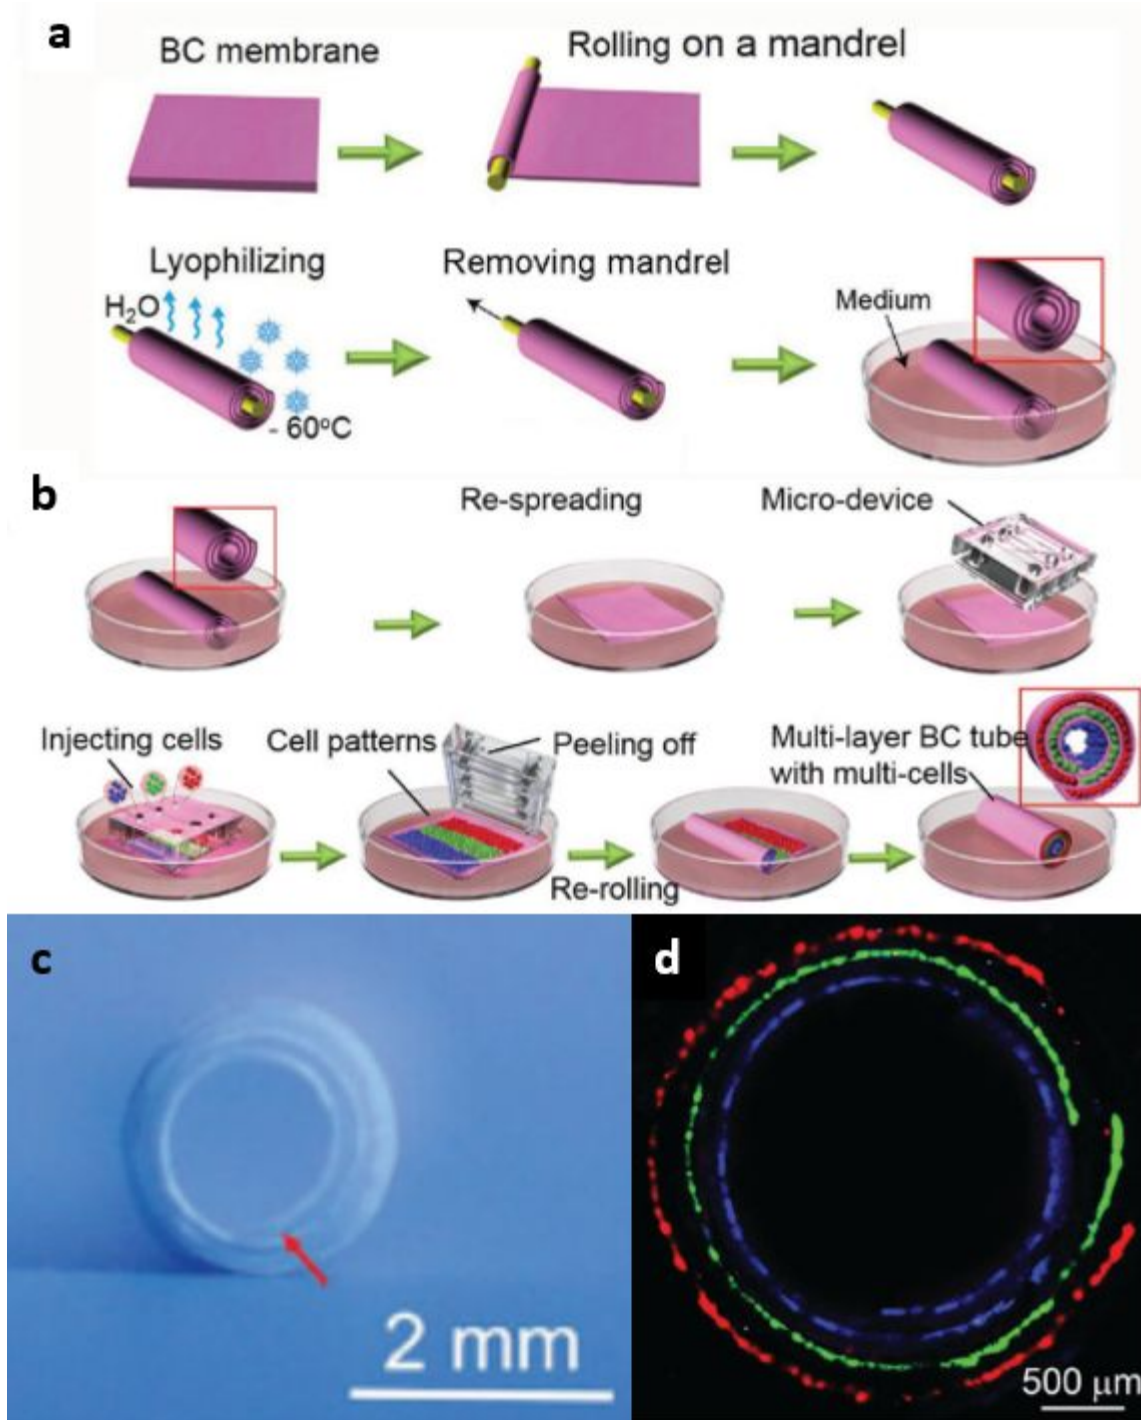 a
BC membrane
Rolling on a mandrel
Lyophilizing
H₂O
- 60°C
Removing mandrel
Medium
b
Re-spreading
Micro-device
Injecting cells
Cell patterns
Peeling off
Re-rolling
Multi-layer BC tube
with multi-cells
c
2 mm
d
500 μm